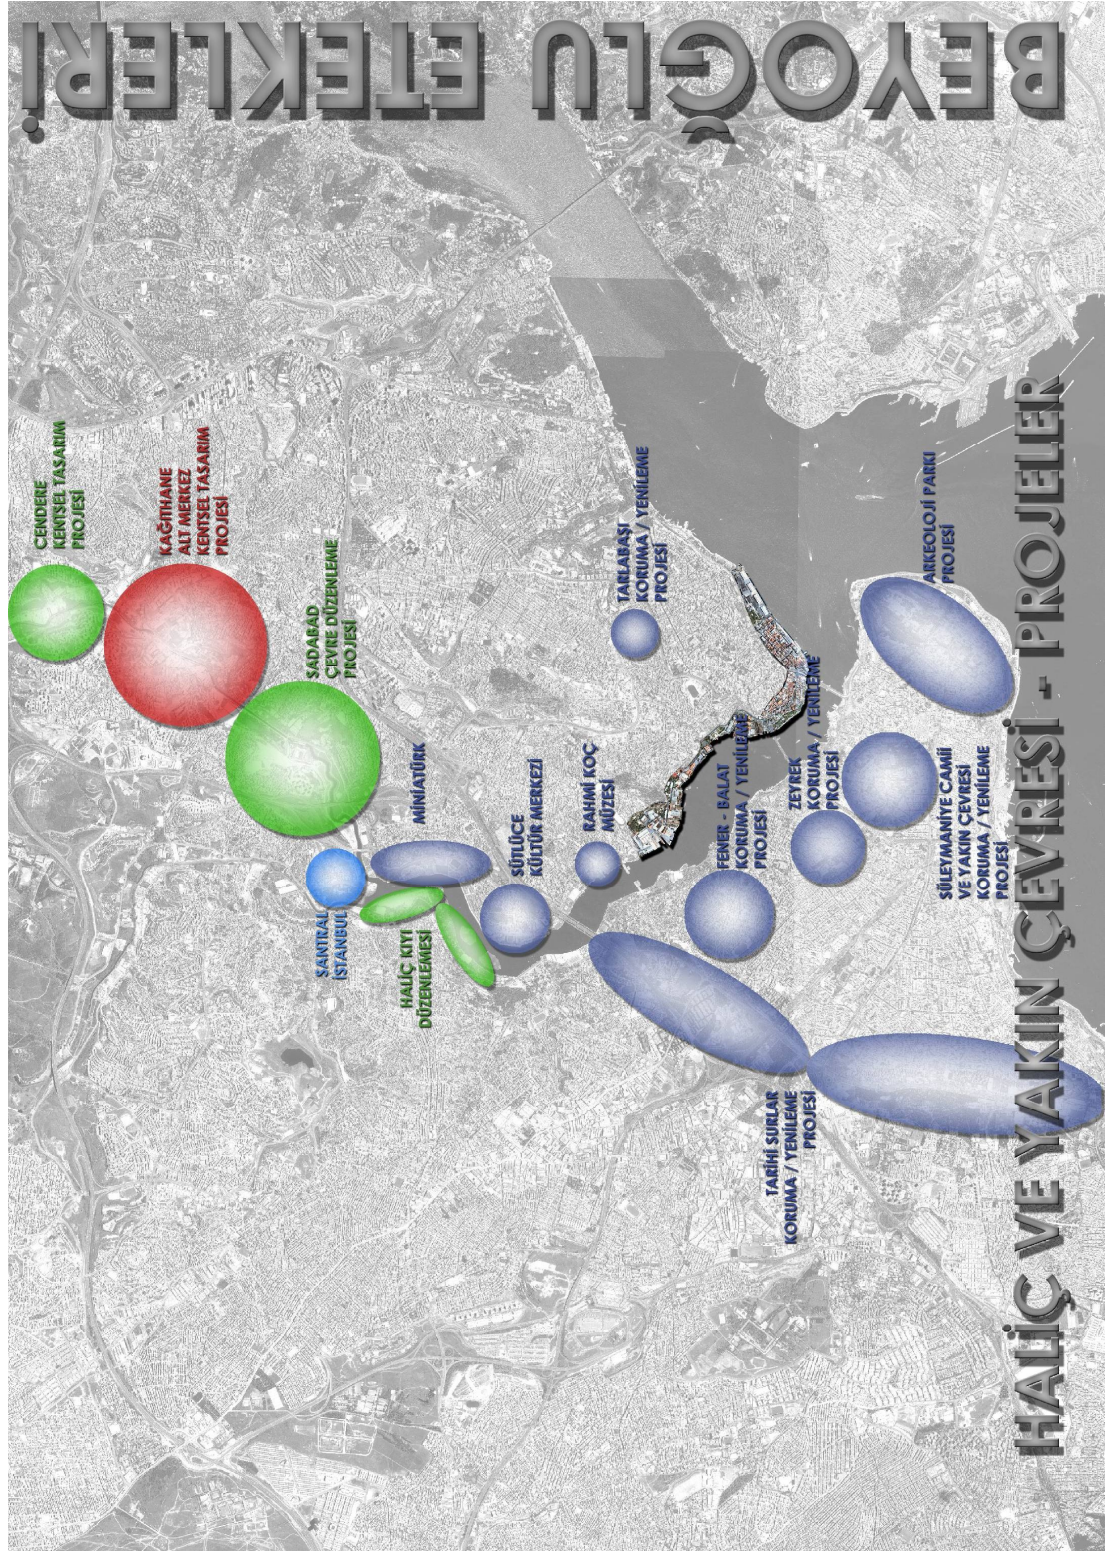 BEYOĞLU ETEKLERİ
HALİÇ VE YAKIN ÇEVRESİ - PROJELER
CENDERE
KENTSEL TASARIM
PROJESİ
KAĞITHANE
ALT MERKEZ
KENTSEL TASARIM
PROJESİ
SADABAD
ÇEVRE DÜZENLEME
PROJESİ
SANTRAL
İSTANBUL
MİNİATÜRK
HALİÇ KIYI
DÜZENLEMESİ
SÜTLÜCE
KÜLTÜR MERKEZİ
RAHMİ KOÇ
MÜZESİ
TARLABAŞI
KORUMA / YENİLEME
PROJESİ
FENER - BALAT
KORUMA / YENİLEME
PROJESİ
ZEYREK
KORUMA / YENİLEME
PROJESİ
TARİHİ SURLAR
KORUMA / YENİLEME
PROJESİ
ARKEOLOJİ PARKI
PROJESİ
SÜLEYMANİYE CAMİİ
VE YAKIN ÇEVRESİ
KORUMA / YENİLEME
PROJESİ